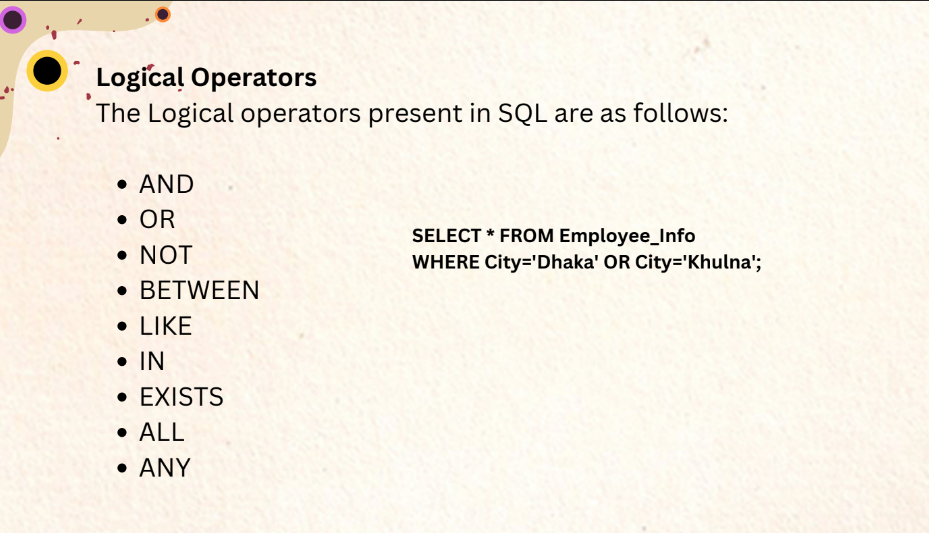 Logical Operators
The Logical operators present in SQL are as follows:
• AND
• OR
• NOT
• BETWEEN
• LIKE
• IN
• EXISTS
• ALL
• ANY
SELECT * FROM Employee_Info
WHERE City='Dhaka' OR City='Khulna';